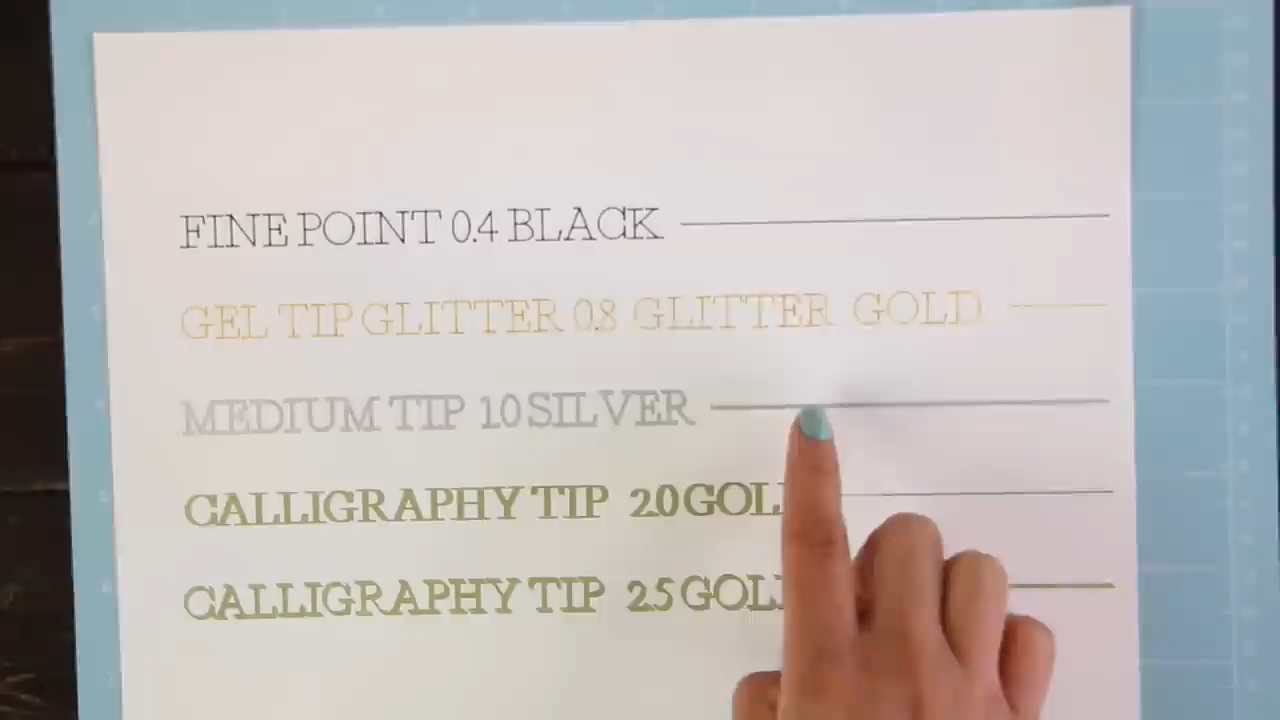 FINE POINT 0.4 BLACK
GEL TIP GLITTER 0.8 GLITTER GOLD
MEDIUM TIP 1.0 SILVER
CALLIGRAPHY TIP 2.0
CALLIGRAPHY TIP 2.5